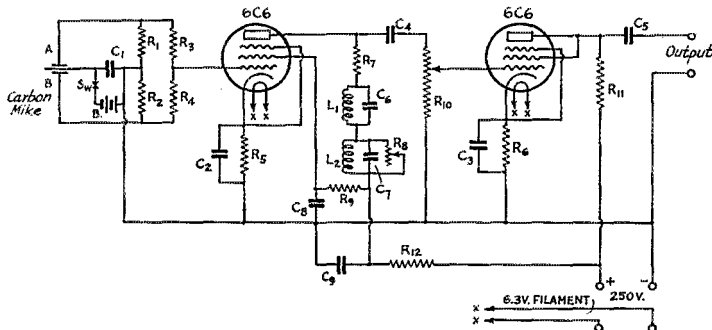 6C6
6C6
A
B
Carbon
Mike
C1
Sw
B.
R1
R2
R3
R4
C2
R5
C8
C9
R7
L1
C6
L2
R8
C7
R9
R12
C4
R10
C3
R6
R11
C5
Output
+
-
250V.
x
x
x
x
x 6.3V. FILAMENT
x